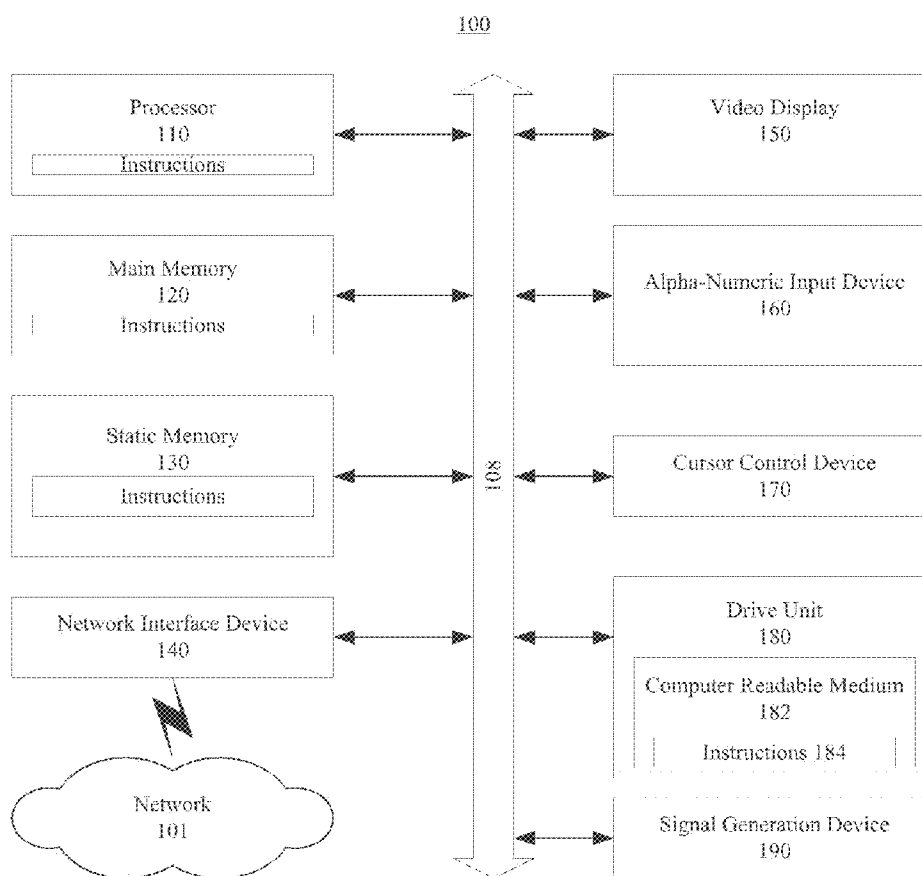 100
Processor
110
Instructions
Main Memory
120
Instructions
Static Memory
130
Instructions
Network Interface Device
140
Network
101
108
Video Display
150
Alpha-Numeric Input Device
160
Cursor Control Device
170
Drive Unit
180
Computer Readable Medium
182
Instructions 184
Signal Generation Device
190